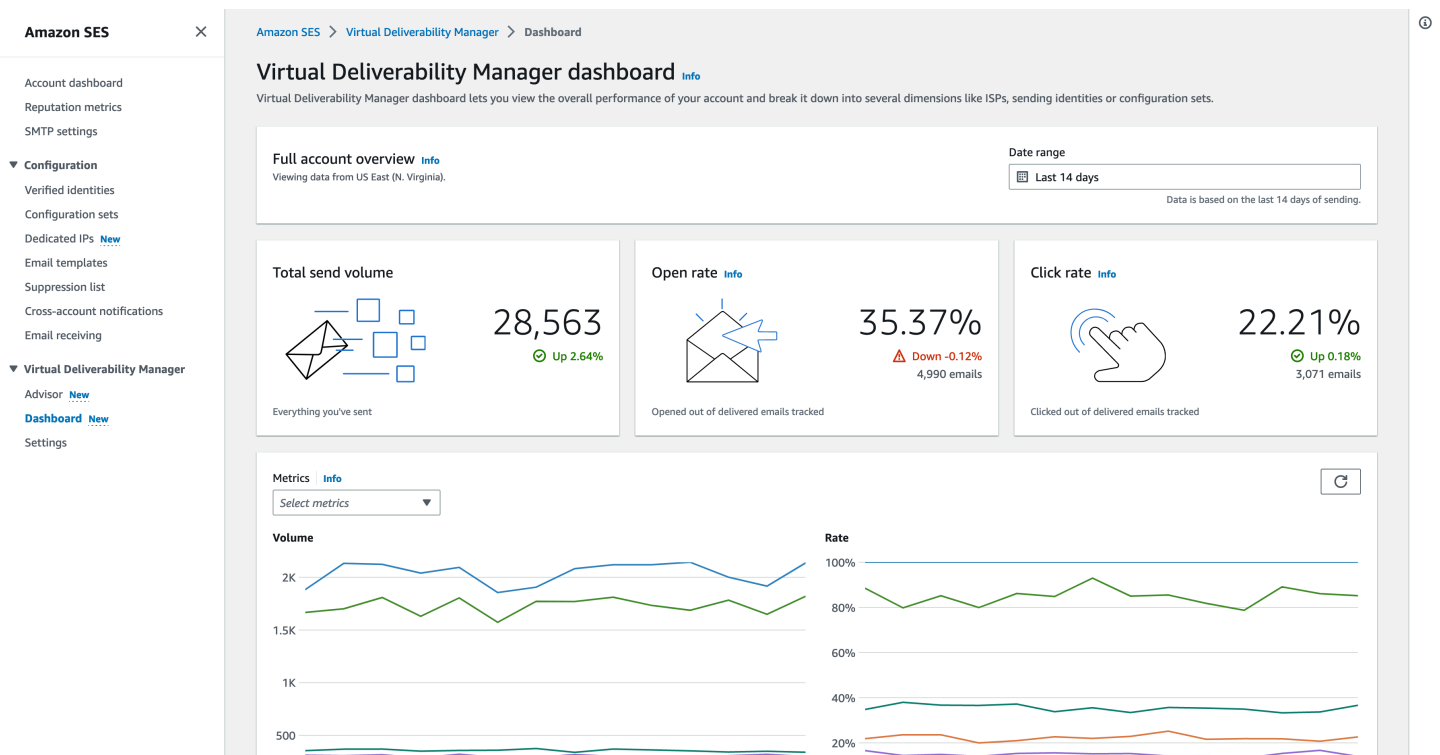 Amazon SES
Account dashboard
Reputation metrics
SMTP settings
Configuration
Verified identities
Configuration sets
Dedicated IPs New
Email templates
Suppression list
Cross-account notifications
Email receiving
Virtual Deliverability Manager
Advisor New
Dashboard New
Settings
Amazon SES > Virtual Deliverability Manager > Dashboard
Virtual Deliverability Manager dashboard Info
Virtual Deliverability Manager dashboard lets you view the overall performance of your account and break it down into several dimensions like ISPs, sending identities or configuration sets.
Full account overview Info
Viewing data from US East (N. Virginia).
Date range
Last 14 days
Data is based on the last 14 days of sending.
Total send volume
28,563
Up 2.64%
Everything you've sent
Open rate Info
35.37%
Down -0.12%
4,990 emails
Opened out of delivered emails tracked
Click rate Info
22.21%
Up 0.18%
3,071 emails
Clicked out of delivered emails tracked
Metrics Info
Select metrics
Volume
2K
1.5K
1K
500
Rate
100%
80%
60%
40%
20%